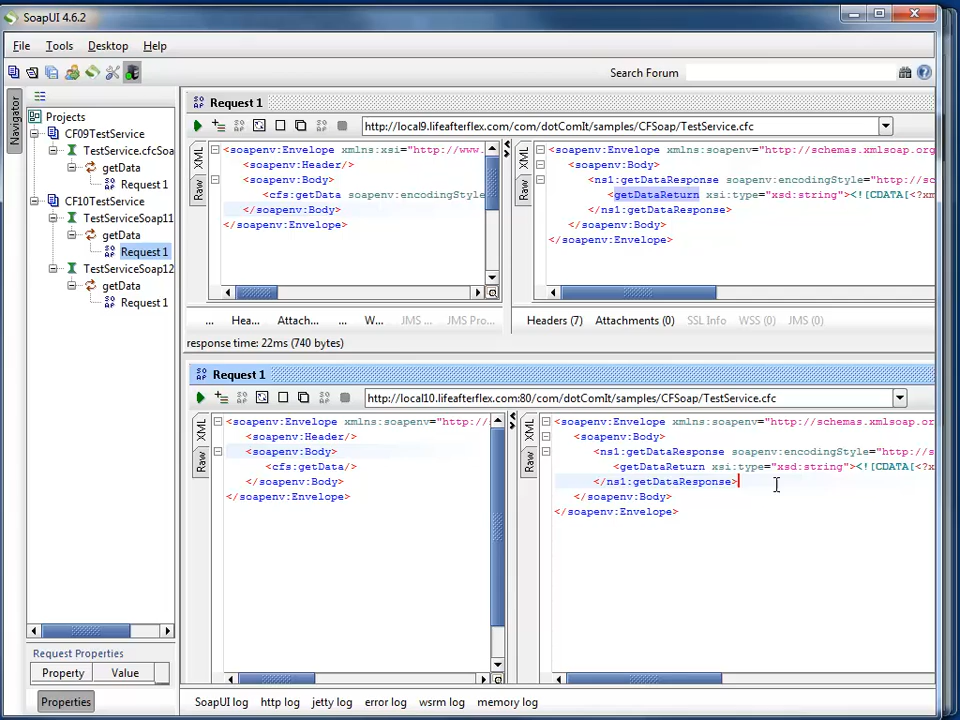 SoapUI 4.6.2
File Tools Desktop Help
Search Forum
Navigator
Projects
CF09TestService
TestService.cfcSoa
getData
Request 1
CF10TestService
TestServiceSoap11
getData
Request 1
TestServiceSoap12
getData
Request 1
Request Properties
Property Value
Properties
Request 1
http://local9.lifeafterflex.com/com/dotComIt/samples/CFSoap/TestService.cfc
XML
Raw
<soapenv:Envelope xmlns:xsi="http://www.
<soapenv:Header/>
<soapenv:Body>
<cfs:getData soapenv:encodingStyle
</soapenv:Body>
</soapenv:Envelope>
XML
Raw
<soapenv:Envelope xmlns:soapenv="http://schemas.xmlsoap.org
<soapenv:Body>
<ns1:getDataResponse soapenv:encodingStyle="http://sc
<getDataReturn xsi:type="xsd:string"><![CDATA[<?xm
</ns1:getDataResponse>
</soapenv:Body>
</soapenv:Envelope>
... Hea... Attach... ... W... JMS ... JMS Pro...
Headers (7) Attachments (0) SSL Info WSS (0) JMS (0)
response time: 22ms (740 bytes)
Request 1
http://local10.lifeafterflex.com:80/com/dotComIt/samples/CFSoap/TestService.cfc
XML
Raw
<soapenv:Envelope xmlns:soapenv="http://s
<soapenv:Header/>
<soapenv:Body>
<cfs:getData/>
</soapenv:Body>
</soapenv:Envelope>
XML
Raw
<soapenv:Envelope xmlns:soapenv="http://schemas.xmlsoap.or
<soapenv:Body>
<ns1:getDataResponse soapenv:encodingStyle="http://s
<getDataReturn xsi:type="xsd:string"><![CDATA[<?x
</ns1:getDataResponse>
</soapenv:Body>
</soapenv:Envelope>
SoapUI log http log jetty log error log wsrm log memory log